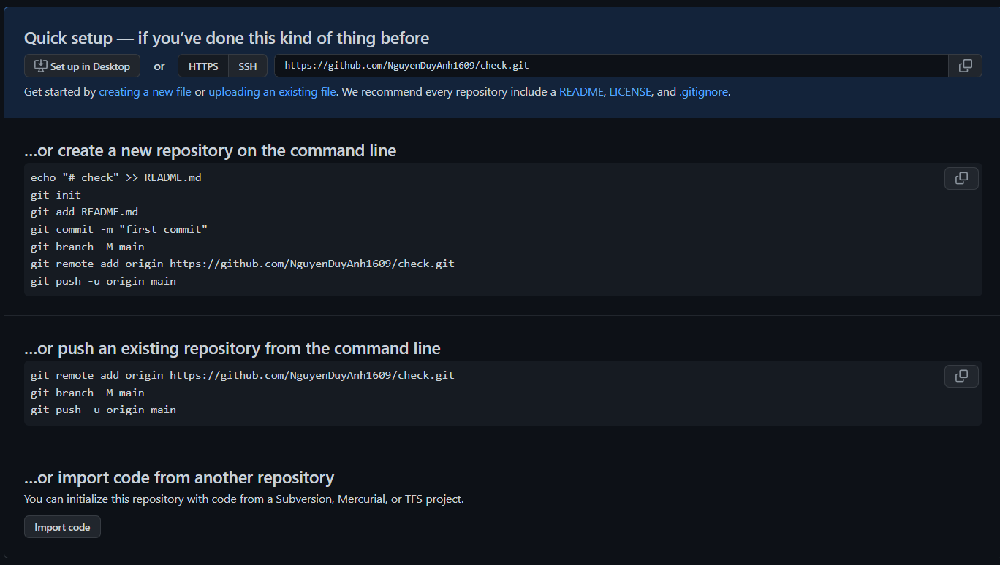 Quick setup — if you've done this kind of thing before
Set up in Desktop or HTTPS SSH https://github.com/NguyenDuyAnh1609/check.git
Get started by creating a new file or uploading an existing file. We recommend every repository include a README, LICENSE, and .gitignore.
…or create a new repository on the command line
echo "# check" >> README.md
git init
git add README.md
git commit -m "first commit"
git branch -M main
git remote add origin https://github.com/NguyenDuyAnh1609/check.git
git push -u origin main
…or push an existing repository from the command line
git remote add origin https://github.com/NguyenDuyAnh1609/check.git
git branch -M main
git push -u origin main
…or import code from another repository
You can initialize this repository with code from a Subversion, Mercurial, or TFS project.
Import code